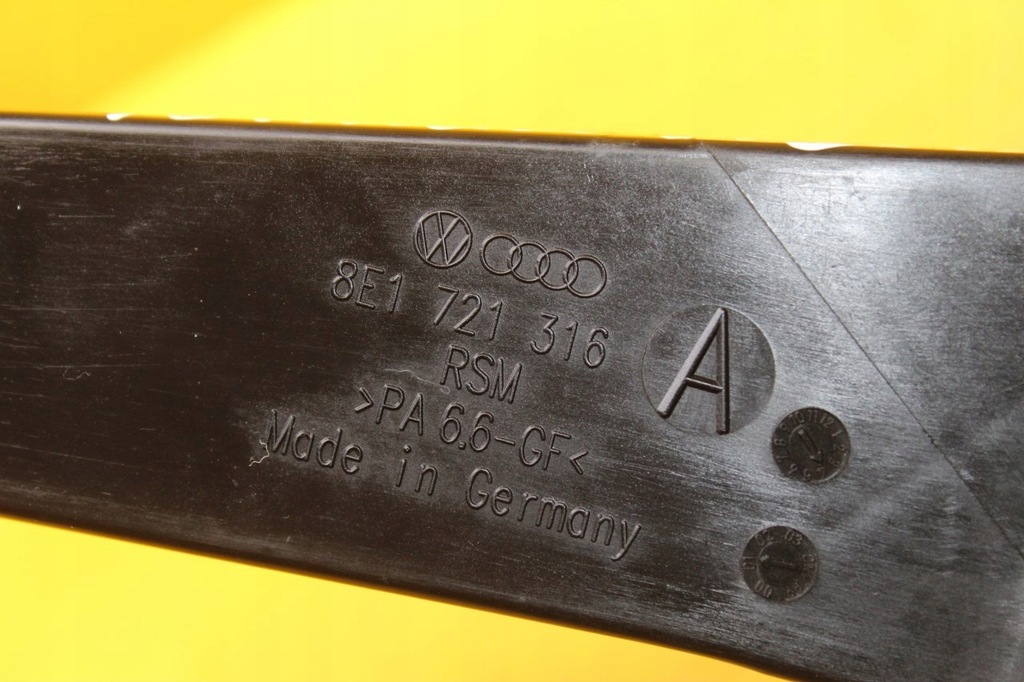 8E1 721 316
RSM
>PA 6.6-GF<
Made in Germany
A